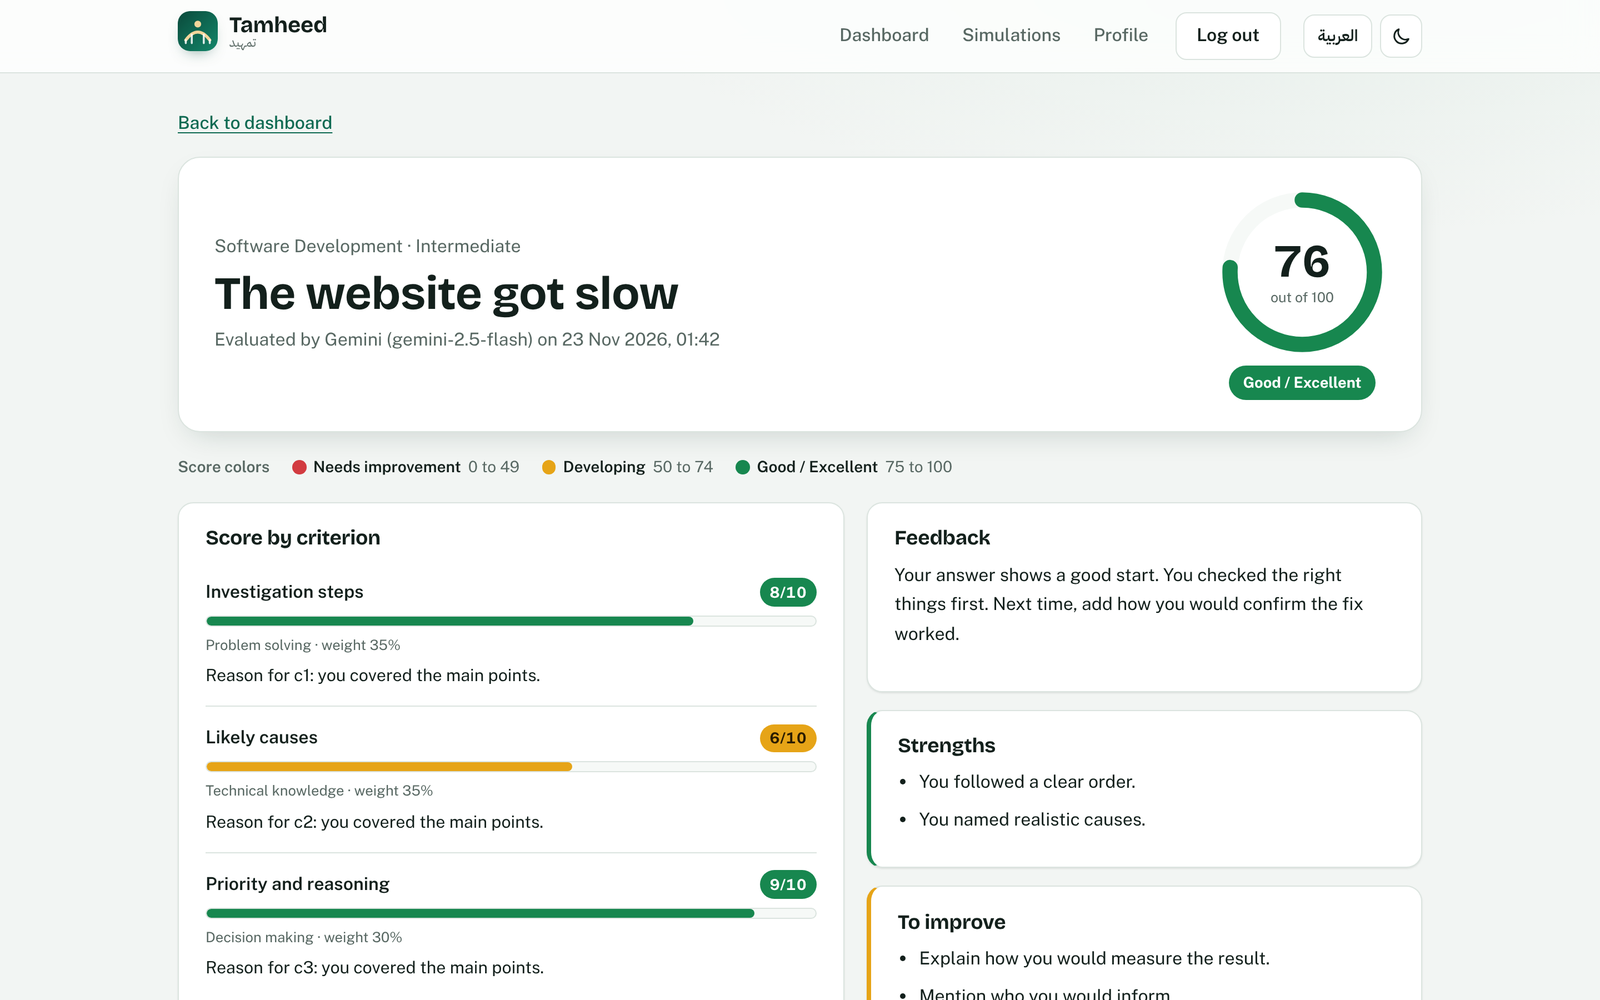 Tamheed
تمهيد
Dashboard
Simulations
Profile
Log out
العربية
Back to dashboard
Software Development · Intermediate
The website got slow
Evaluated by Gemini (gemini-2.5-flash) on 23 Nov 2026, 01:42
76
out of 100
Good / Excellent
Score colors
Needs improvement 0 to 49
Developing 50 to 74
Good / Excellent 75 to 100
Score by criterion
Investigation steps
8/10
Problem solving · weight 35%
Reason for c1: you covered the main points.
Likely causes
6/10
Technical knowledge · weight 35%
Reason for c2: you covered the main points.
Priority and reasoning
9/10
Decision making · weight 30%
Reason for c3: you covered the main points.
Feedback
Your answer shows a good start. You checked the right
things first. Next time, add how you would confirm the fix
worked.
Strengths
• You followed a clear order.
• You named realistic causes.
To improve
• Explain how you would measure the result.
• Mention who you would inform.